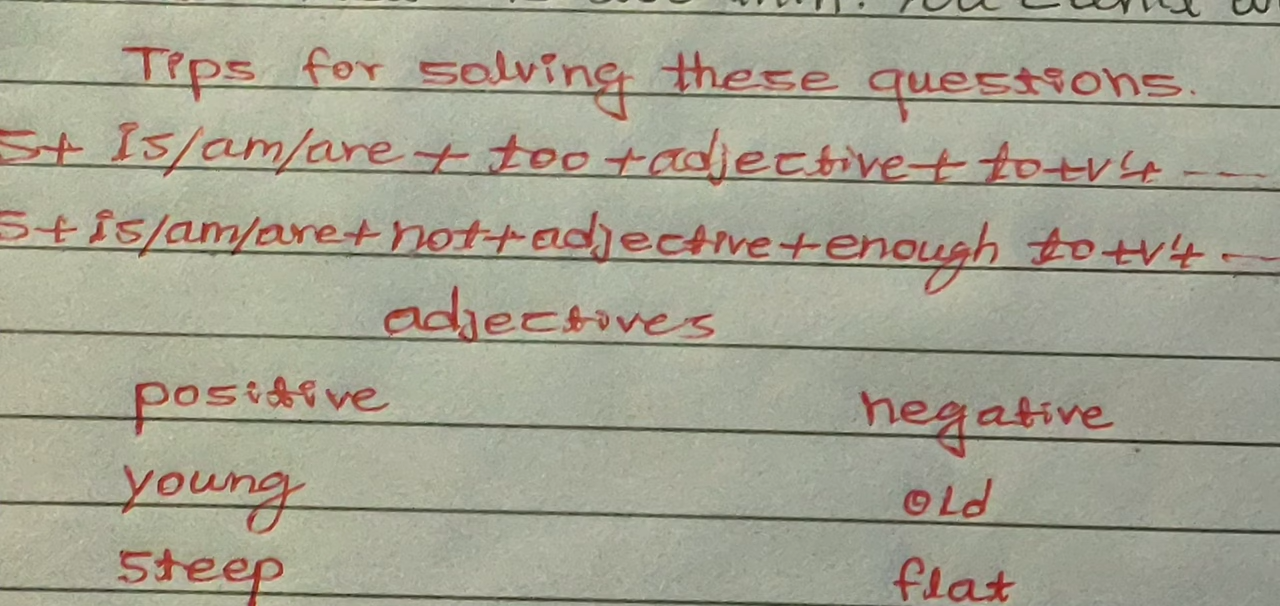 Tips for solving these questions.
S+ Is/am/are + too +adjective+ to+v4 ----
S+is/am/are+not+adjective+enough to+v4 ---
adjectives
positive negative
young old
steep flat